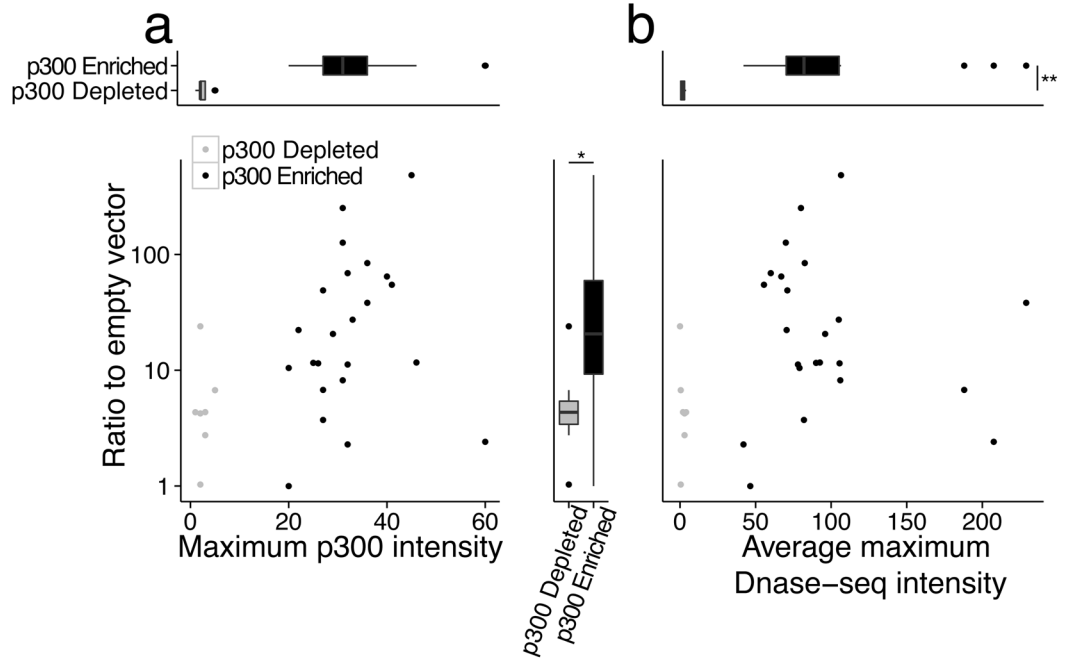 a
p300 Enriched
p300 Depleted
b
**
p300 Depleted
p300 Enriched
Ratio to empty vector
100
10
1
0
20
40
60
Maximum p300 intensity
*
p300 Depleted
p300 Enriched
0
50
100
150
200
Average maximum
Dnase−seq intensity